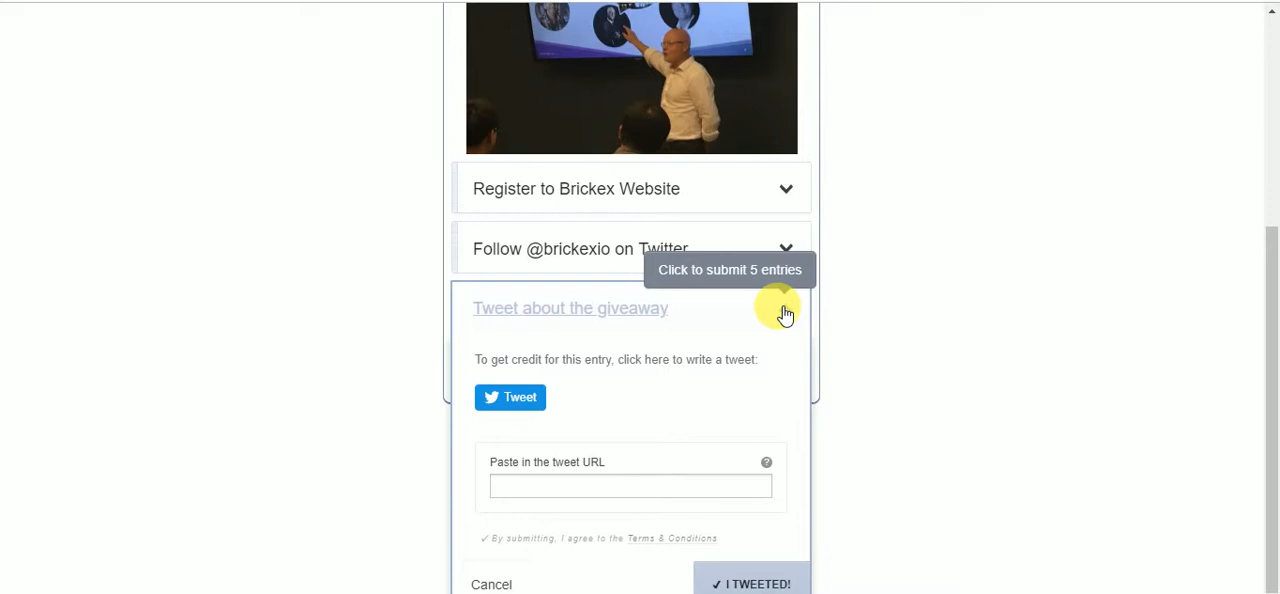 Register to Brickex Website
Follow @brickexio on Twitter
Click to submit 5 entries
Tweet about the giveaway
To get credit for this entry, click here to write a tweet:
Tweet
Paste in the tweet URL
?
✓ By submitting, I agree to the Terms & Conditions
Cancel
✓ I TWEETED!